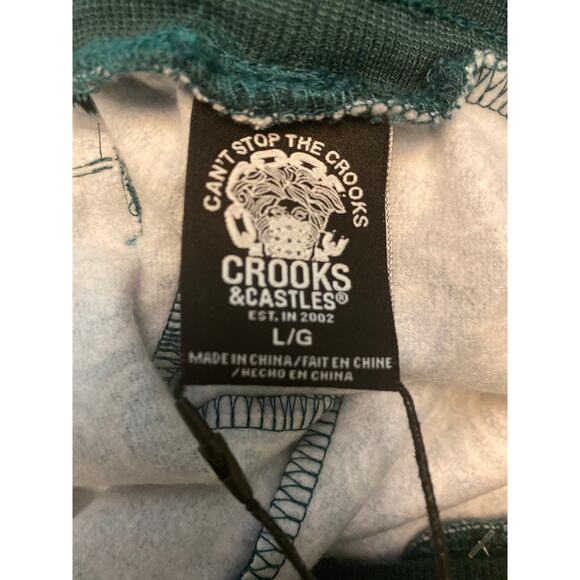 CAN'T STOP THE CROOKS
CROOKS
&CASTLES®
EST. IN 2002
L/G
MADE IN CHINA/FAIT EN CHINE
/HECHO EN CHINA